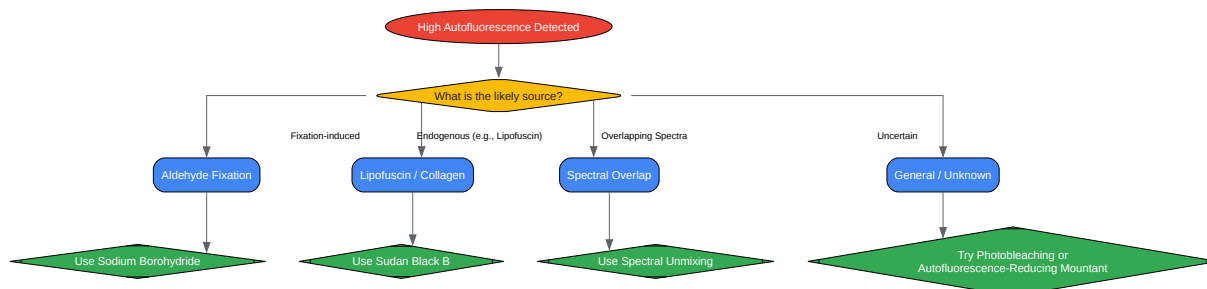 High Autofluorescence Detected
What is the likely source?
Fixation-induced
Endogenous (e.g., Lipofuscin)
Overlapping Spectra
Uncertain
Aldehyde Fixation
Lipofuscin / Collagen
Spectral Overlap
General / Unknown
Use Sodium Borohydride
Use Sudan Black B
Use Spectral Unmixing
Try Photobleaching or
Autofluorescence-Reducing Mountant